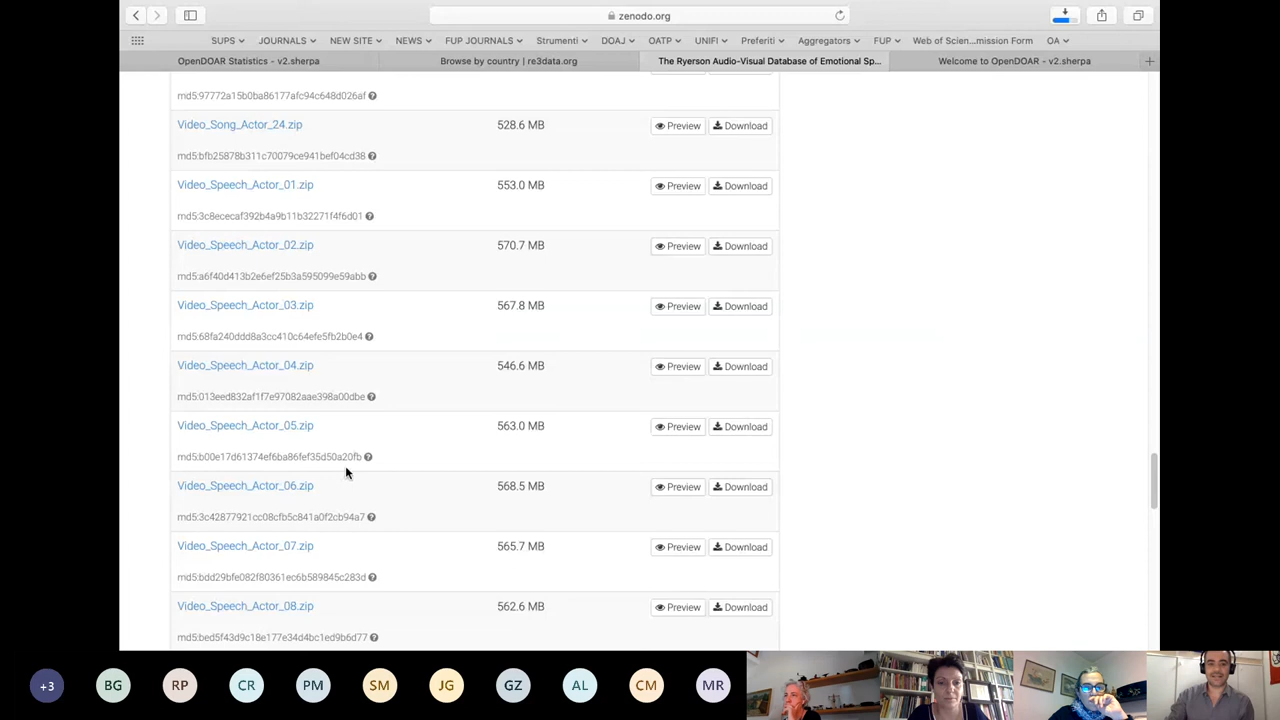 zenodo.org
SUPS JOURNALS NEW SITE NEWS FUP JOURNALS Strumenti DOAJ OATP UNIFI Preferiti Aggregators FUP Web of Scien...mission Form OA
OpenDOAR Statistics - v2.sherpa Browse by country | re3data.org The Ryerson Audio-Visual Database of Emotional Sp... Welcome to OpenDOAR - v2.sherpa
md5:97772a15b0ba86177afc94c648d026af
Video_Song_Actor_24.zip 528.6 MB Preview Download
md5:bfb25878b311c70079ce941bef04cd38
Video_Speech_Actor_01.zip 553.0 MB Preview Download
md5:3c8ececaf392b4a9b11b32271f4f6d01
Video_Speech_Actor_02.zip 570.7 MB Preview Download
md5:a6f40d413b2e6ef25b3a595099e59abb
Video_Speech_Actor_03.zip 567.8 MB Preview Download
md5:68fa240ddd8a3cc410c64efe5fb2b0e4
Video_Speech_Actor_04.zip 546.6 MB Preview Download
md5:013eed832af1f7e97082aae398a00dbe
Video_Speech_Actor_05.zip 563.0 MB Preview Download
md5:b00e17d61374ef6ba86fef35d50a20fb
Video_Speech_Actor_06.zip 568.5 MB Preview Download
md5:3c42877921cc08cfb5c841a0f2cb94a7
Video_Speech_Actor_07.zip 565.7 MB Preview Download
md5:bdd29bfe082f80361ec6b589845c283d
Video_Speech_Actor_08.zip 562.6 MB Preview Download
md5:bed5f43d9c18e177e34d4bc1ed9b6d77
+3 BG RP CR PM SM JG GZ AL CM MR